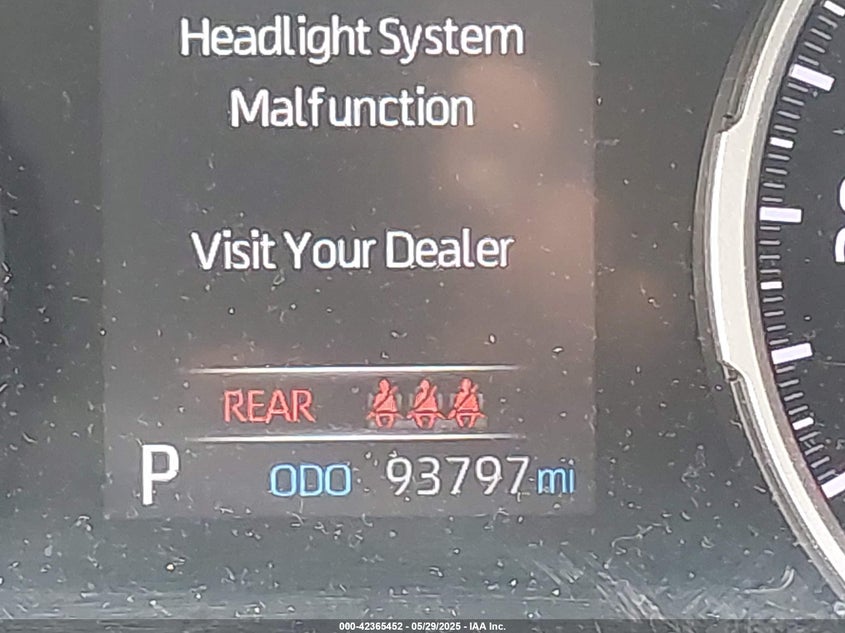 Headlight System
Malfunction
Visit Your Dealer
REAR
P ODO 93797 mi
000-42365452 - 05/29/2025 - IAA Inc.